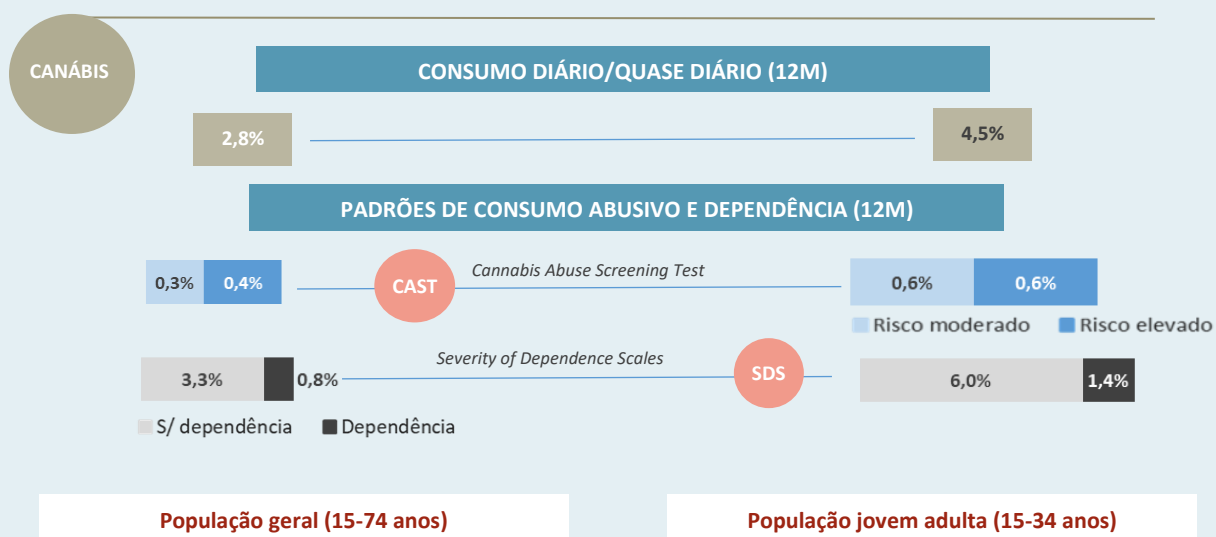 CANÁBIS
CONSUMO DIÁRIO/QUASE DIÁRIO (12M)
2,8%
4,5%
PADRÕES DE CONSUMO ABUSIVO E DEPENDÊNCIA (12M)
0,3% 0,4%
CAST
Cannabis Abuse Screening Test
0,6% 0,6%
Risco moderado Risco elevado
3,3% 0,8%
Severity of Dependence Scales
SDS
6,0% 1,4%
S/ dependência Dependência
População geral (15-74 anos)
População jovem adulta (15-34 anos)